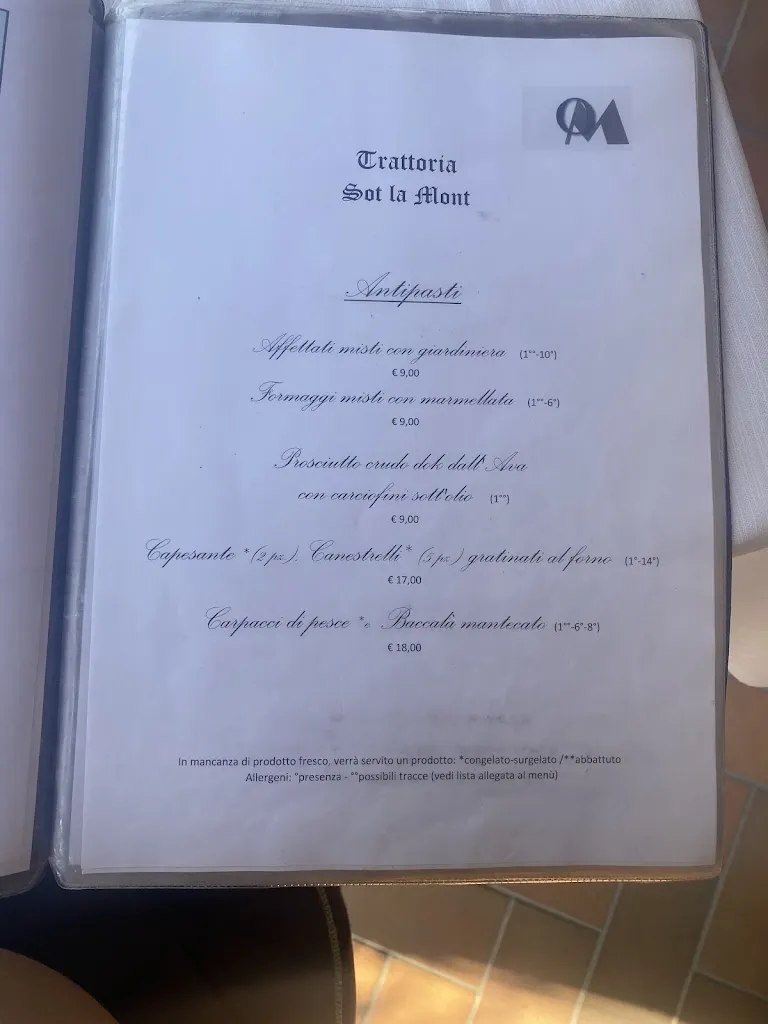 OM
Trattoria
Sot la Mont
Antipasti
Affettati misti con giardiniera (1°°-10°)
€ 9,00
Formaggi misti con marmellata (1°°-6°)
€ 9,00
Prosciutto crudo dok dall'Ava
con carciofini sott'olio (1°°)
€ 9,00
Capesante *(2 pz.). Canestrelli* (5 pz) gratinati al forno (1°-14°)
€ 17,00
Carpacci di pesce *e Baccalà mantecato (1°°-6°-8°)
€ 18,00
In mancanza di prodotto fresco, verrà servito un prodotto: *congelato-surgelato /**abbattuto
Allergeni: °presenza - °°possibili tracce (vedi lista allegata al menù)